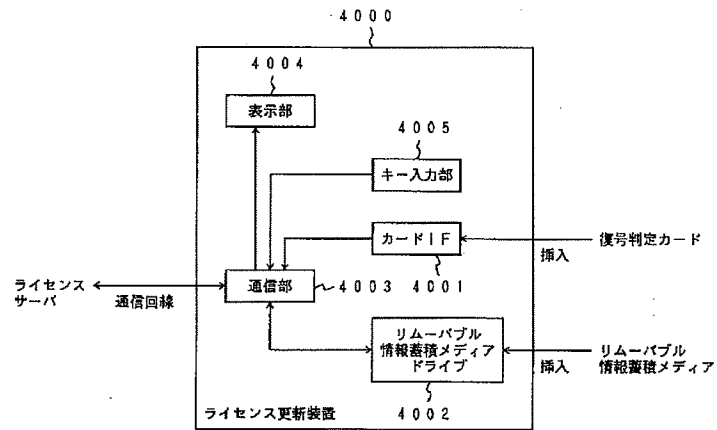 4000
4004
表示部
4005
キー入力部
カードIF
復号判定カード
挿入
ライセンス
サーバ
通信回線
通信部
4003
4001
リムーバブル
情報蓄積メディア
ドライブ
リムーバブル
情報蓄積メディア
挿入
ライセンス更新装置
4002